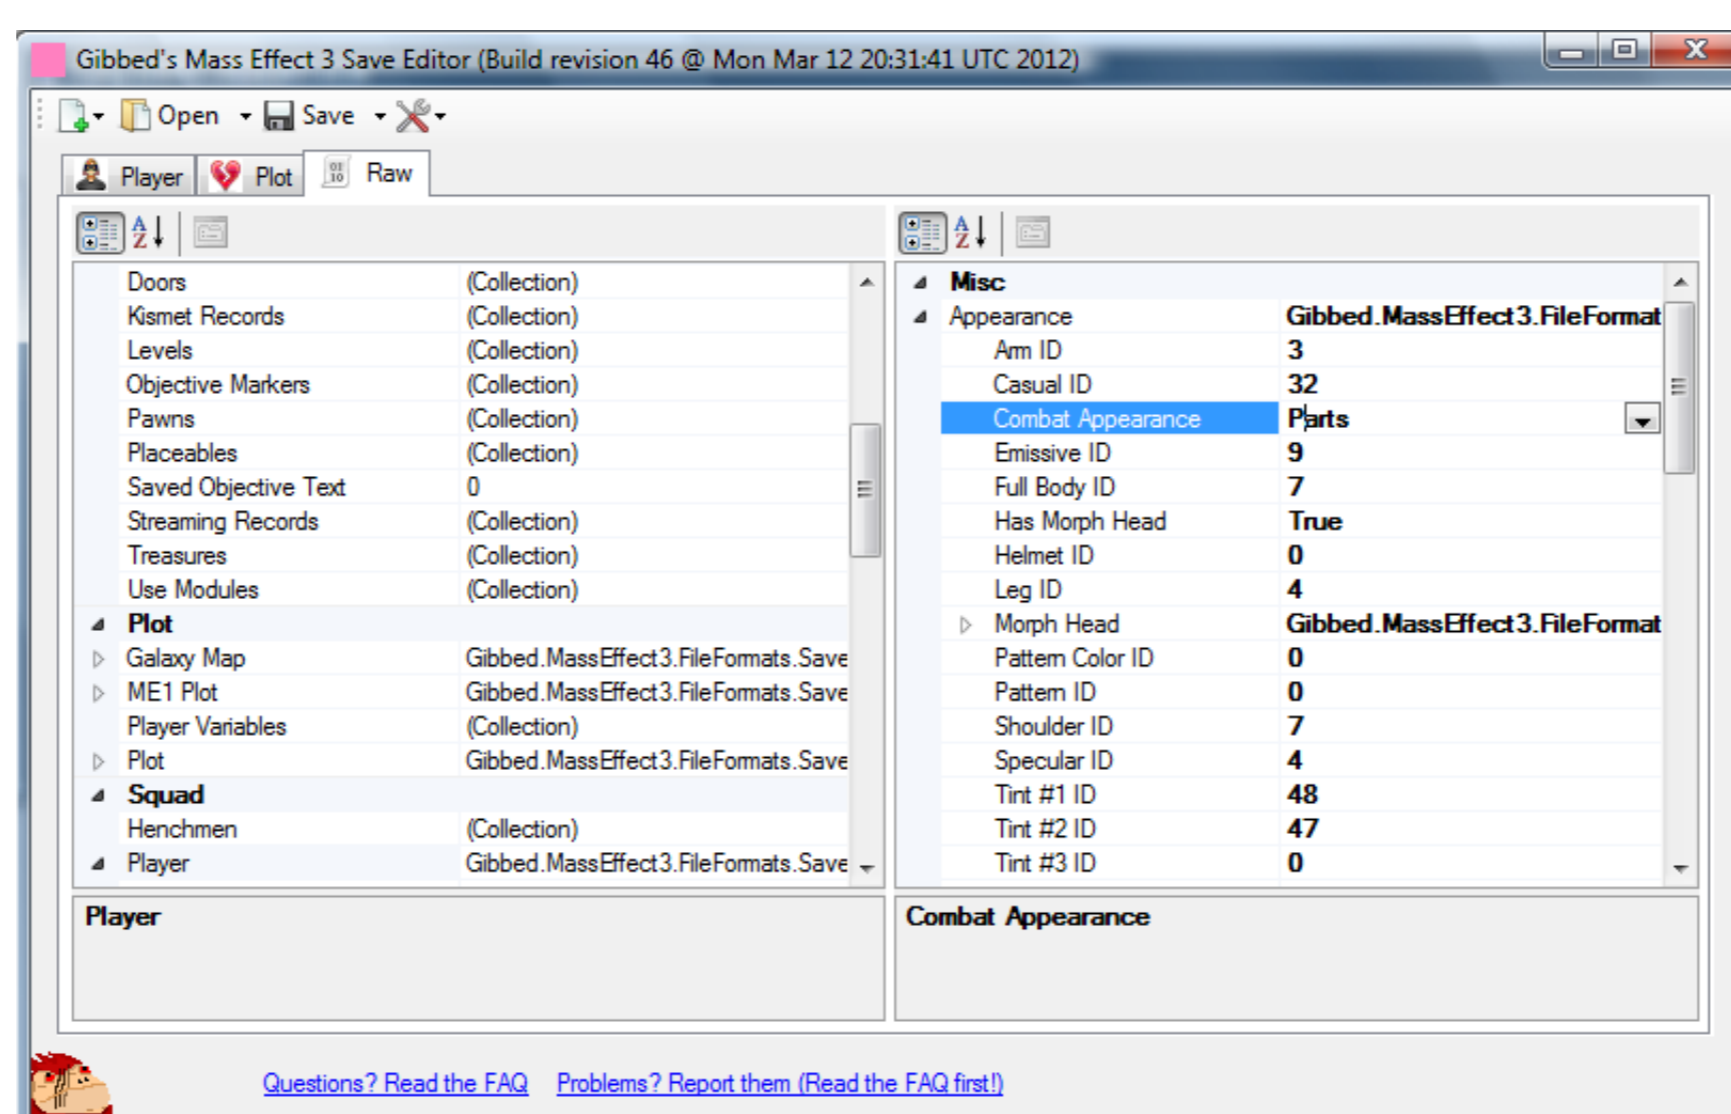 Gibbed's Mass Effect 3 Save Editor (Build revision 46 @ Mon Mar 12 20:31:41 UTC 2012)
Open Save
Player Plot Raw
Doors (Collection)
Kismet Records (Collection)
Levels (Collection)
Objective Markers (Collection)
Pawns (Collection)
Placeables (Collection)
Saved Objective Text 0
Streaming Records (Collection)
Treasures (Collection)
Use Modules (Collection)
Plot
Galaxy Map Gibbed.MassEffect3.FileFormats.Save
ME1 Plot Gibbed.MassEffect3.FileFormats.Save
Player Variables (Collection)
Plot Gibbed.MassEffect3.FileFormats.Save
Squad
Henchmen (Collection)
Player Gibbed.MassEffect3.FileFormats.Save
Player
Misc
Appearance Gibbed.MassEffect3.FileFormat
Arm ID 3
Casual ID 32
Combat Appearance Parts
Emissive ID 9
Full Body ID 7
Has Morph Head True
Helmet ID 0
Leg ID 4
Morph Head Gibbed.MassEffect3.FileFormat
Pattern Color ID 0
Pattern ID 0
Shoulder ID 7
Specular ID 4
Tint #1 ID 48
Tint #2 ID 47
Tint #3 ID 0
Combat Appearance
Questions? Read the FAQ Problems? Report them (Read the FAQ first!)